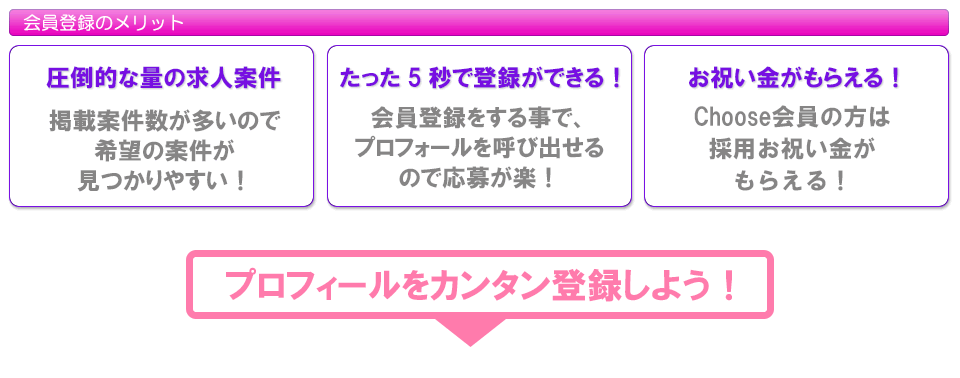 会員登録のメリット
圧倒的な量の求人案件
掲載案件数が多いので
希望の案件が
見つかりやすい！
たった5秒で登録ができる！
会員登録をする事で、
プロフォールを呼び出せる
ので応募が楽！
お祝い金がもらえる！
Choose会員の方は
採用お祝い金が
もらえる！
プロフィールをカンタン登録しよう！